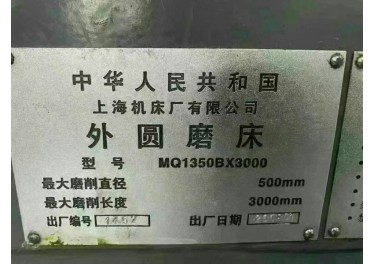 中华人民共和国
上海机床厂有限公司
外圆磨床
型号 MQ1350BX3000
最大磨削直径 500mm
最大磨削长度 3000mm
出厂编号 出厂日期